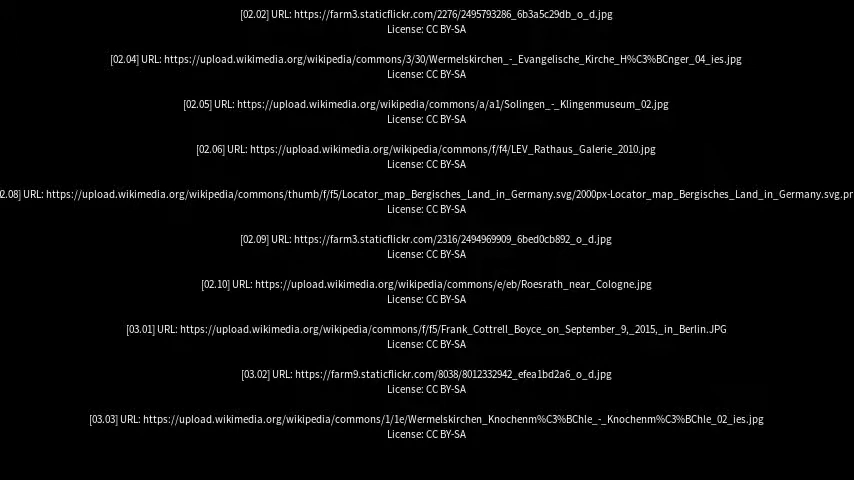 [02.02] URL: https://farm3.staticflickr.com/2276/2495793286_6b3a5c29db_o_d.jpg
License: CC BY-SA
[02.04] URL: https://upload.wikimedia.org/wikipedia/commons/3/30/Wermelskirchen_-_Evangelische_Kirche_H%C3%BCnger_04_ies.jpg
License: CC BY-SA
[02.05] URL: https://upload.wikimedia.org/wikipedia/commons/a/a1/Solingen_-_Klingenmuseum_02.jpg
License: CC BY-SA
[02.06] URL: https://upload.wikimedia.org/wikipedia/commons/f/f4/LEV_Rathaus_Galerie_2010.jpg
License: CC BY-SA
02.08] URL: https://upload.wikimedia.org/wikipedia/commons/thumb/f/f5/Locator_map_Bergisches_Land_in_Germany.svg/2000px-Locator_map_Bergisches_Land_in_Germany.svg.pr
License: CC BY-SA
[02.09] URL: https://farm3.staticflickr.com/2316/2494969909_6bed0cb892_o_d.jpg
License: CC BY-SA
[02.10] URL: https://upload.wikimedia.org/wikipedia/commons/e/eb/Roesrath_near_Cologne.jpg
License: CC BY-SA
[03.01] URL: https://upload.wikimedia.org/wikipedia/commons/f/f5/Frank_Cottrell_Boyce_on_September_9,_2015,_in_Berlin.JPG
License: CC BY-SA
[03.02] URL: https://farm9.staticflickr.com/8038/8012332942_efea1bd2a6_o_d.jpg
License: CC BY-SA
[03.03] URL: https://upload.wikimedia.org/wikipedia/commons/1/1e/Wermelskirchen_Knochenm%C3%BChle_-_Knochenm%C3%BChle_02_ies.jpg
License: CC BY-SA